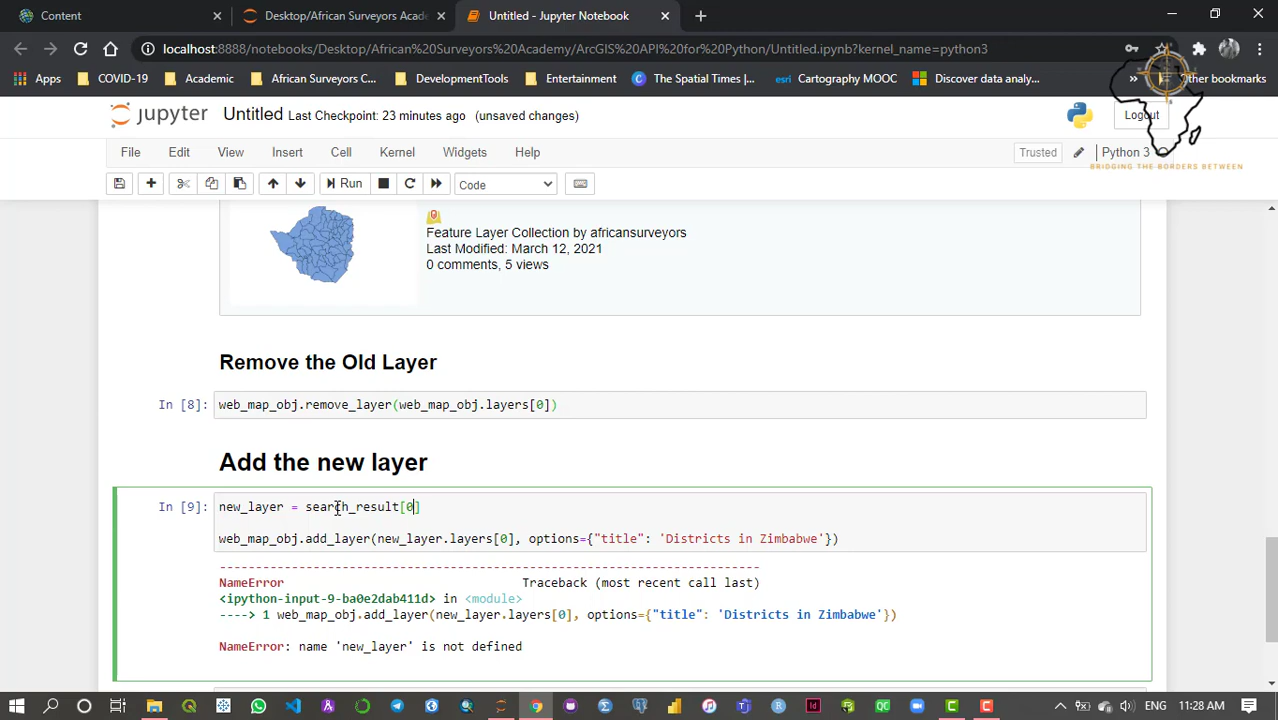 Content
Desktop/African Surveyors Acade
Untitled - Jupyter Notebook
localhost:8888/notebooks/Desktop/African%20Surveyors%20Academy/ArcGIS%20API%20for%20Python/Untitled.ipynb?kernel_name=python3
Apps COVID-19 Academic African Surveyors C... DevelopmentTools Entertainment The Spatial Times |... esri Cartography MOOC Discover data analy... » Other bookmarks
jupyter Untitled Last Checkpoint: 23 minutes ago (unsaved changes) Logout
File Edit View Insert Cell Kernel Widgets Help Trusted Python 3
BRIDGING THE BORDERS BETWEEN
Run Code
Feature Layer Collection by africansurveyors
Last Modified: March 12, 2021
0 comments, 5 views
Remove the Old Layer
In [8]: web_map_obj.remove_layer(web_map_obj.layers[0])
Add the new layer
In [9]: new_layer = search_result[0]
web_map_obj.add_layer(new_layer.layers[0], options={"title": 'Districts in Zimbabwe'})
---------------------------------------------------------------------------
NameError Traceback (most recent call last)
<ipython-input-9-ba0e2dab411d> in <module>
----> 1 web_map_obj.add_layer(new_layer.layers[0], options={"title": 'Districts in Zimbabwe'})
NameError: name 'new_layer' is not defined
ENG 11:28 AM